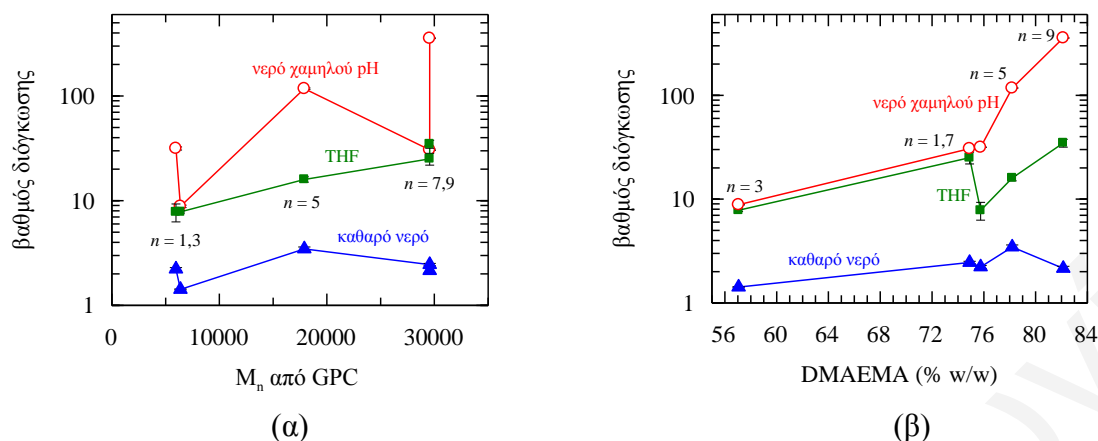 βαθμός διόγκωσης
100
10
1
νερό χαμηλού pH
THF
n = 7,9
n = 5
n = 1,3
καθαρό νερό
0 10000 20000 30000
Mn από GPC
(α)
βαθμός διόγκωσης
100
10
1
n = 9
n = 5
νερό χαμηλού pH
n = 1,7
n = 3
THF
καθαρό νερό
56 60 64 68 72 76 80 84
DMAEMA (% w/w)
(β)